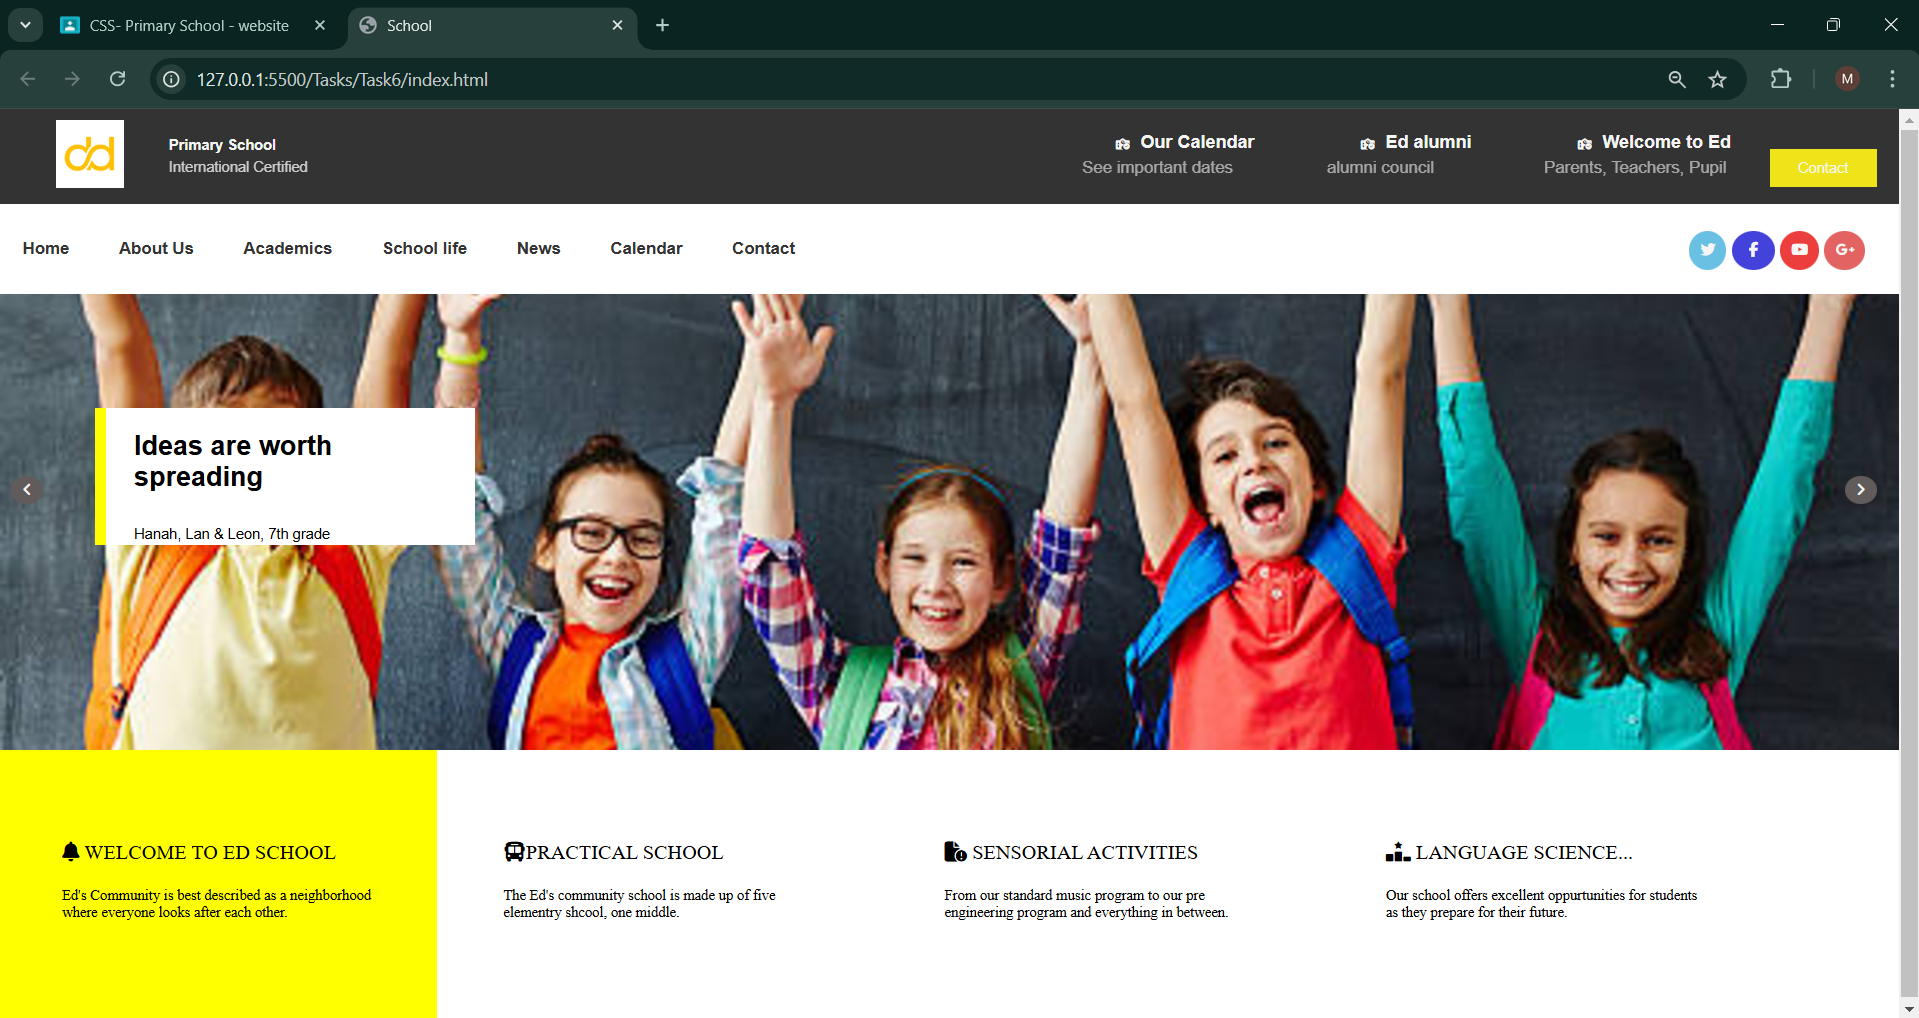 CSS- Primary School - website
School
127.0.0.1:5500/Tasks/Task6/index.html
M
dd
Primary School
International Certified
Our Calendar
See important dates
Ed alumni
alumni council
Welcome to Ed
Parents, Teachers, Pupil
Contact
Home
About Us
Academics
School life
News
Calendar
Contact
G+
Ideas are worth
spreading
Hanah, Lan & Leon, 7th grade
WELCOME TO ED SCHOOL
Ed's Community is best described as a neighborhood
where everyone looks after each other.
PRACTICAL SCHOOL
The Ed's community school is made up of five
elementry shcool, one middle.
SENSORIAL ACTIVITIES
From our standard music program to our pre
engineering program and everything in between.
LANGUAGE SCIENCE...
Our school offers excellent oppurtunities for students
as they prepare for their future.